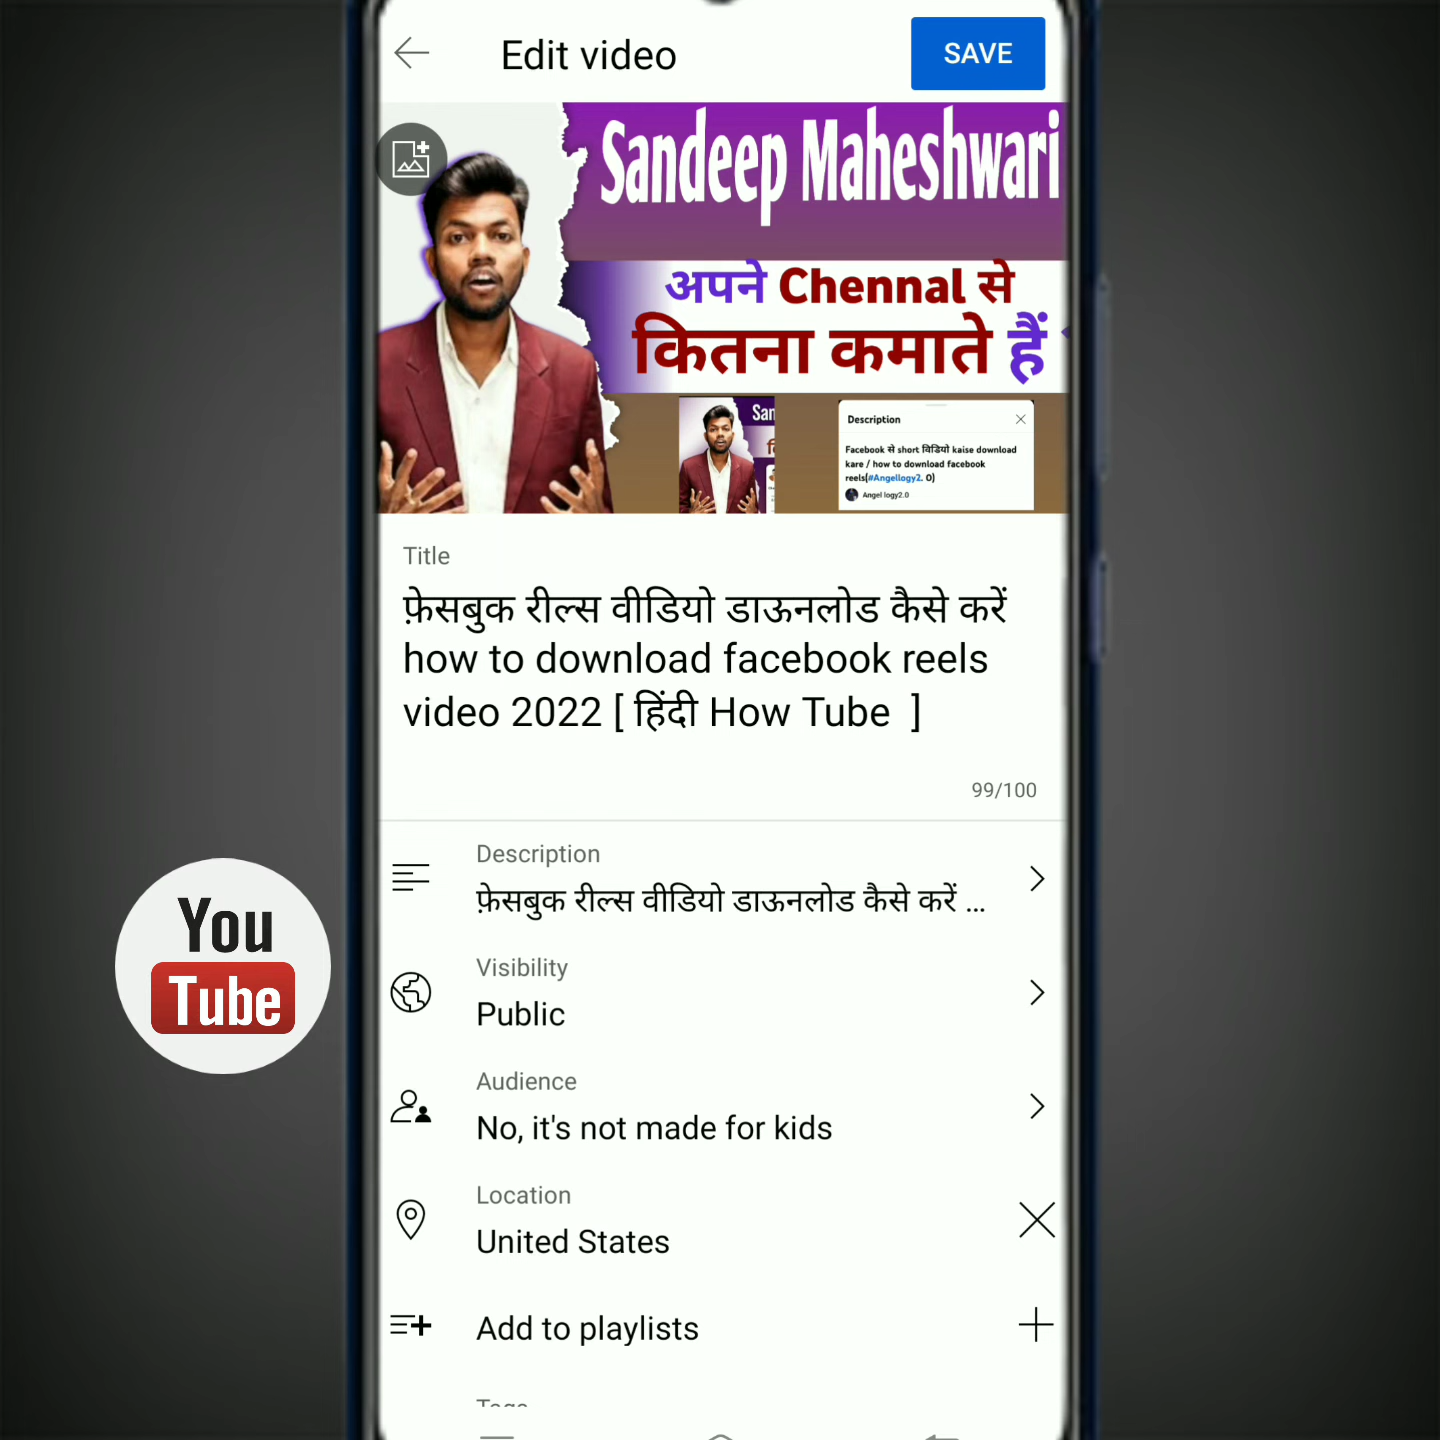 Edit video
SAVE
Sandeep Maheshwari
अपने Chennal से
कितना कमाते हैं
San
Description
Facebook से short विडियो kaise download
kare / how to download facebook
reels(#Angellogy2. 0)
Angel logy2.0
Title
फ़ेसबुक रील्स वीडियो डाऊनलोड कैसे करें
how to download facebook reels
video 2022 [ हिंदी How Tube ]
99/100
Description
फ़ेसबुक रील्स वीडियो डाऊनलोड कैसे करें ...
Visibility
Public
Audience
No, it's not made for kids
Location
United States
Add to playlists
Tags
You
Tube